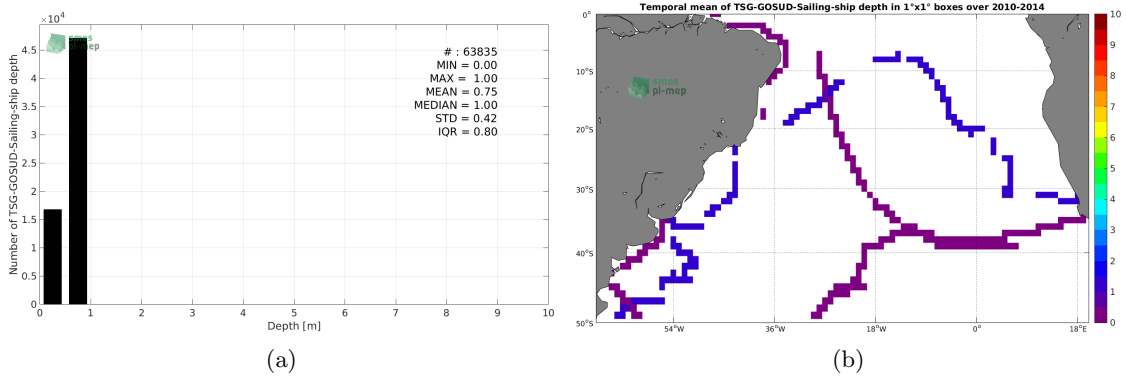 ×10⁴
4.5
4
3.5
3
2.5
2
1.5
1
0.5
0
Number of TSG-GOSUD-Sailing-ship depth
smos
pi-mep
# : 63835
MIN = 0.00
MAX = 1.00
MEAN = 0.75
MEDIAN = 1.00
STD = 0.42
IQR = 0.80
0 1 2 3 4 5 6 7 8 9 10
Depth [m]
(a)
Temporal mean of TSG-GOSUD-Sailing-ship depth in 1°x1° boxes over 2010-2014
0°
10°S
20°S
30°S
40°S
50°S
smos
pi-mep
54°W 36°W 18°W 0° 18°E
10
9
8
7
6
5
4
3
2
1
0
(b)